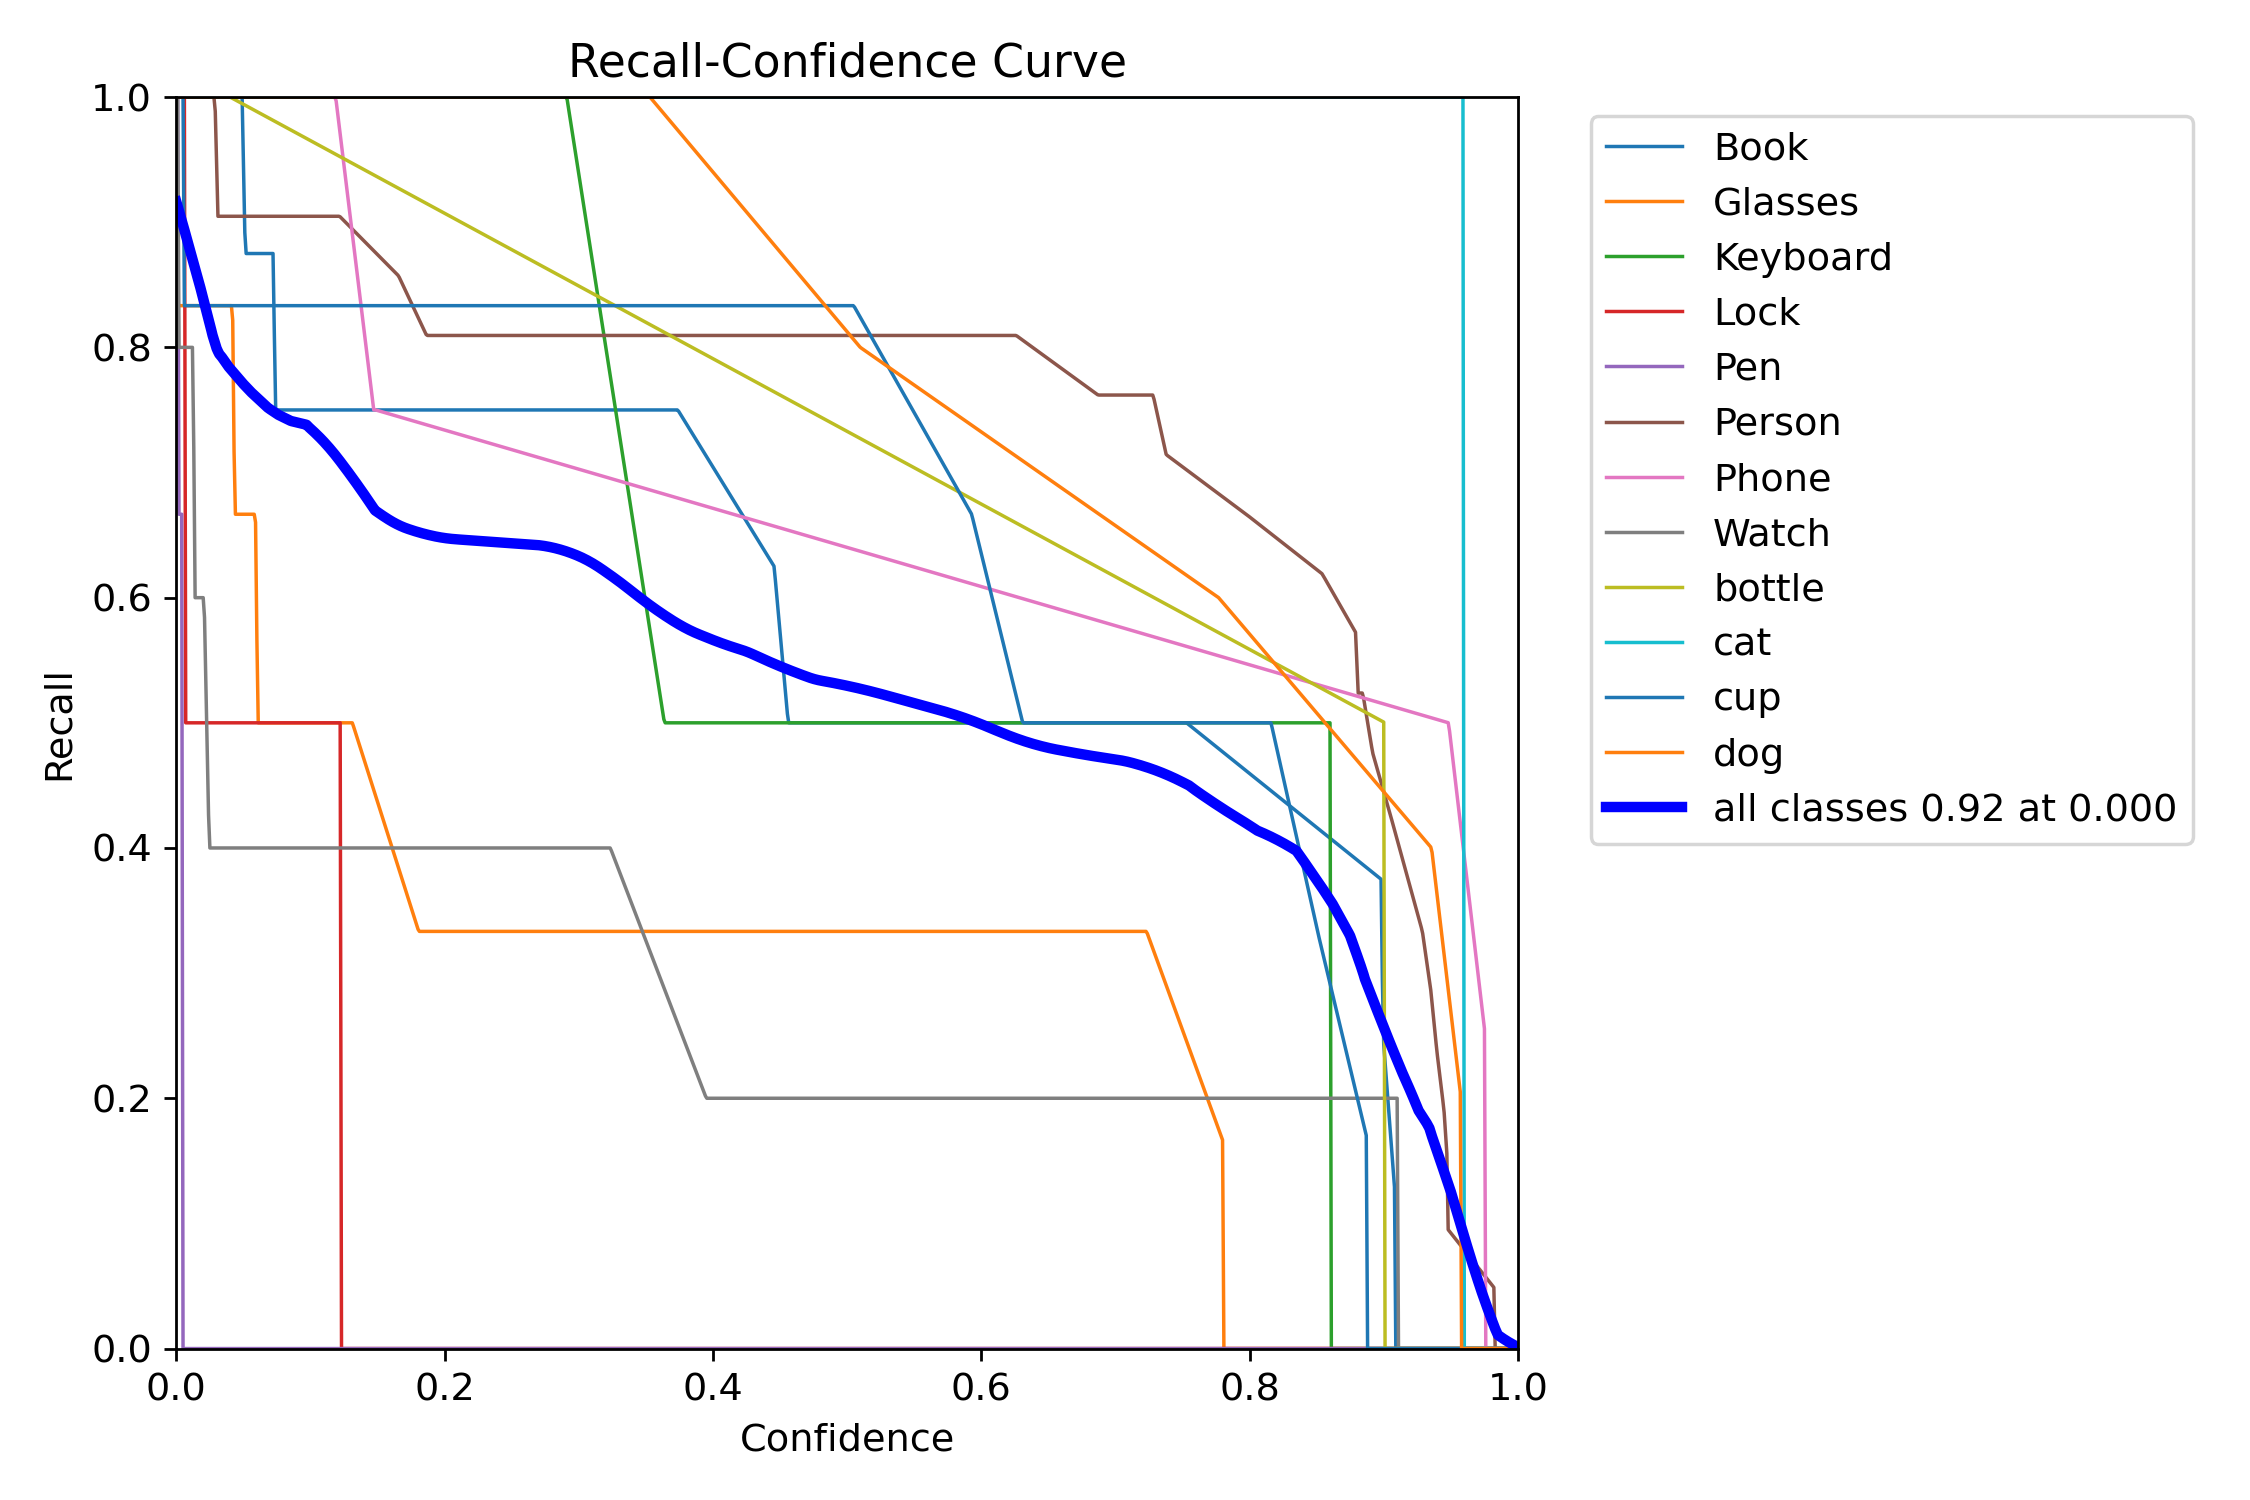 Recall-Confidence Curve
1.0
0.8
0.6
0.4
0.2
0.0
Recall
0.0 0.2 0.4 0.6 0.8 1.0
Confidence
Book
Glasses
Keyboard
Lock
Pen
Person
Phone
Watch
bottle
cat
cup
dog
all classes 0.92 at 0.000